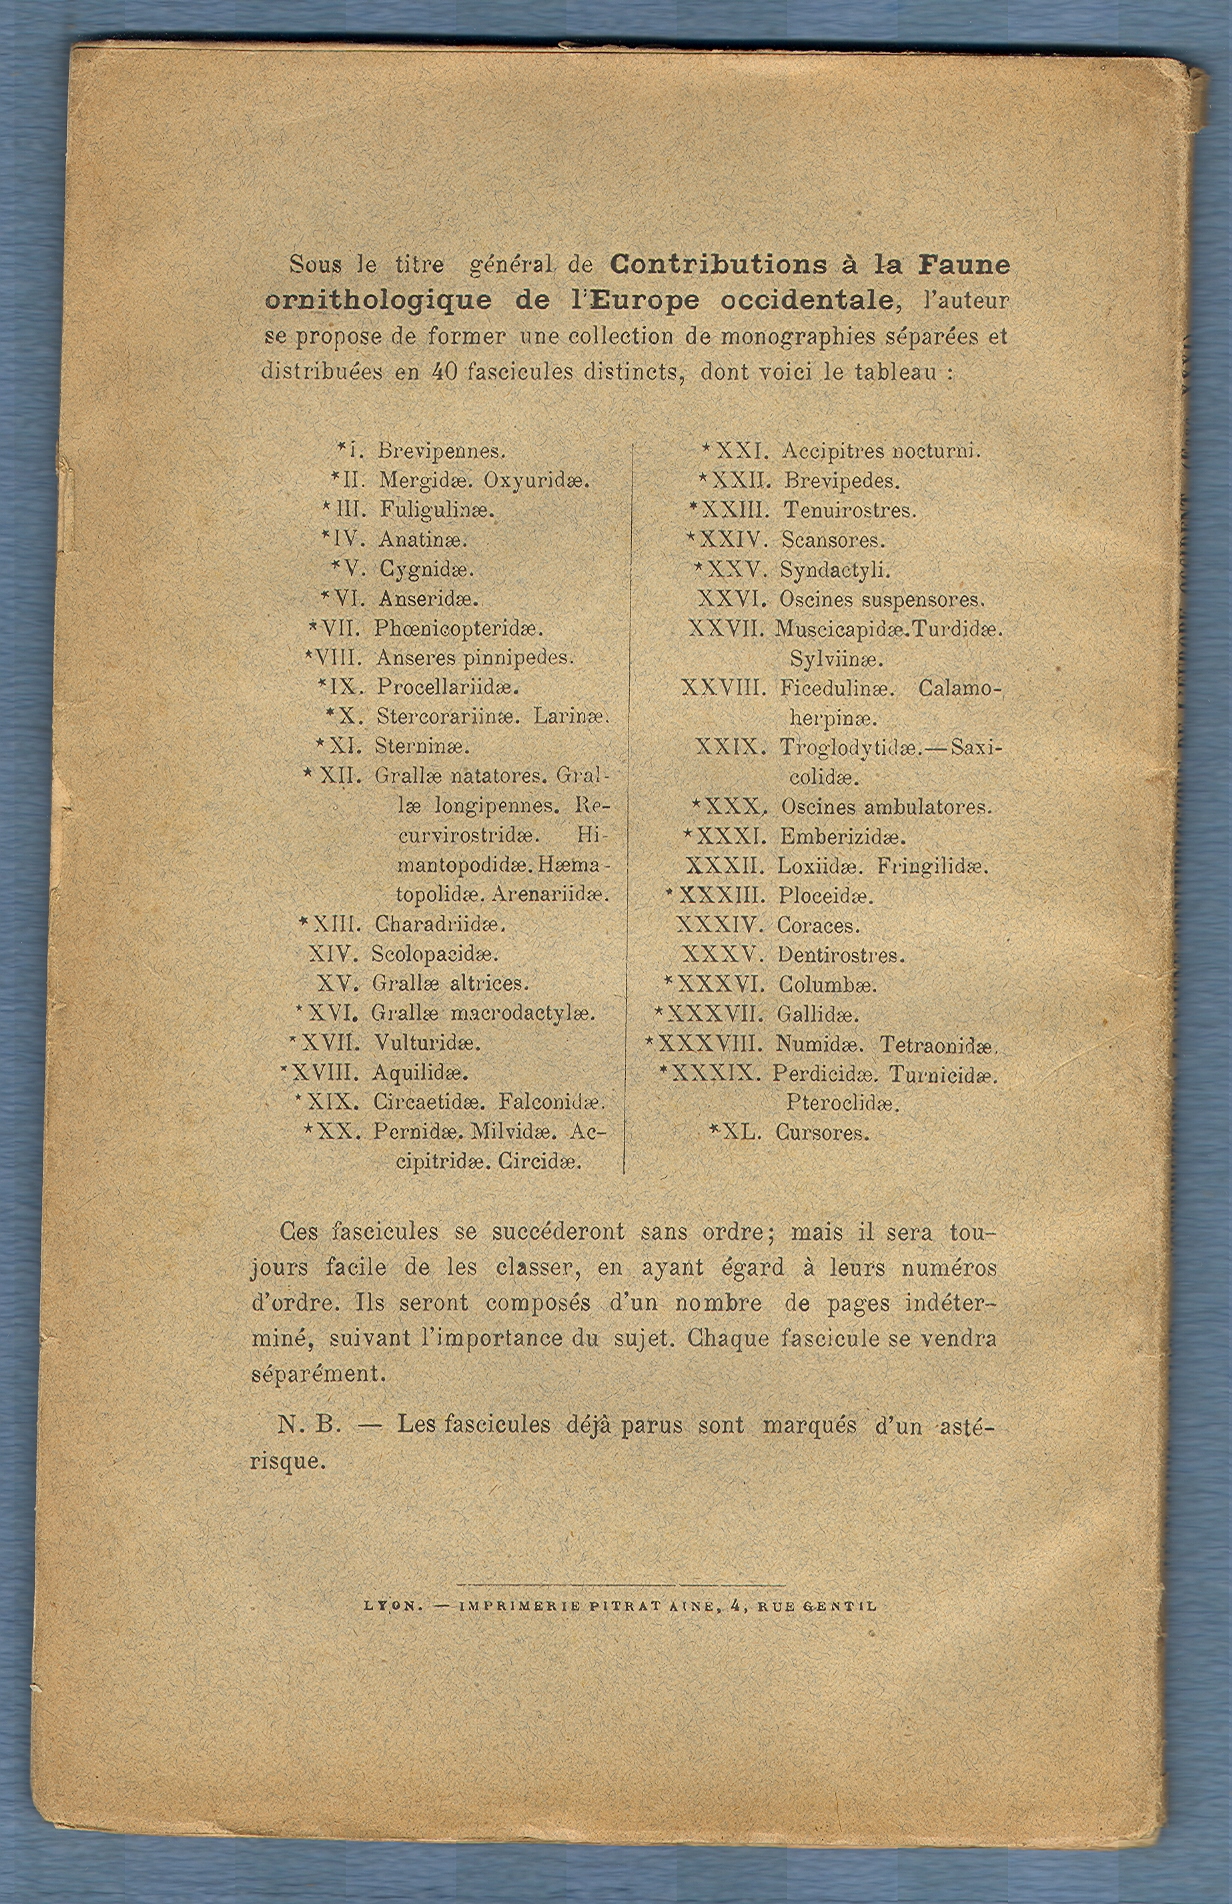 Sous le titre général de Contributions à la Faune
ornithologique de l'Europe occidentale, l'auteur
se propose de former une collection de monographies séparées et
distribuées en 40 fascicules distincts, dont voici le tableau :
*I. Brevipennes.
*II. Mergidæ. Oxyuridæ.
*III. Fuligulinæ.
*IV. Anatinæ.
*V. Cygnidæ.
*VI. Anseridæ.
*VII. Phœnicopteridæ.
*VIII. Anseres pinnipedes.
*IX. Procellariidæ.
*X. Stercorariinæ. Larinæ.
*XI. Sterninæ.
*XII. Grallæ natatores. Gral-
læ longipennes. Re-
curvirostridæ. Hi-
mantopodidæ. Hæma-
topolidæ. Arenariidæ.
*XIII. Charadriidæ.
XIV. Scolopacidæ.
XV. Grallæ altrices.
*XVI. Grallæ macrodactylæ.
*XVII. Vulturidæ.
*XVIII. Aquilidæ.
*XIX. Circaetidæ. Falconidæ.
*XX. Pernidæ. Milvidæ. Ac-
cipitridæ. Circidæ.
*XXI. Accipitres nocturni.
*XXII. Brevipedes.
*XXIII. Tenuirostres.
*XXIV. Scansores.
*XXV. Syndactyli.
XXVI. Oscines suspensores.
XXVII. Muscicapidæ. Turdidæ.
Sylviinæ.
XXVIII. Ficedulinæ. Calamo-
herpinæ.
XXIX. Troglodytidæ.—Saxi-
colidæ.
*XXX. Oscines ambulatores.
*XXXI. Emberizidæ.
XXXII. Loxiidæ. Fringilidæ.
*XXXIII. Ploceidæ.
XXXIV. Coraces.
XXXV. Dentirostres.
*XXXVI. Columbæ.
*XXXVII. Gallidæ.
*XXXVIII. Numidæ. Tetraonidæ.
*XXXIX. Perdicidæ. Turnicidæ.
Pteroclidæ.
*XL. Cursores.
Ces fascicules se succéderont sans ordre; mais il sera tou-
jours facile de les classer, en ayant égard à leurs numéros
d'ordre. Ils seront composés d'un nombre de pages indéter-
miné, suivant l'importance du sujet. Chaque fascicule se vendra
séparément.
N. B. — Les fascicules déjà parus sont marqués d'un asté-
risque.
LYON. — IMPRIMERIE PITRAT AINE, 4, RUE GENTIL